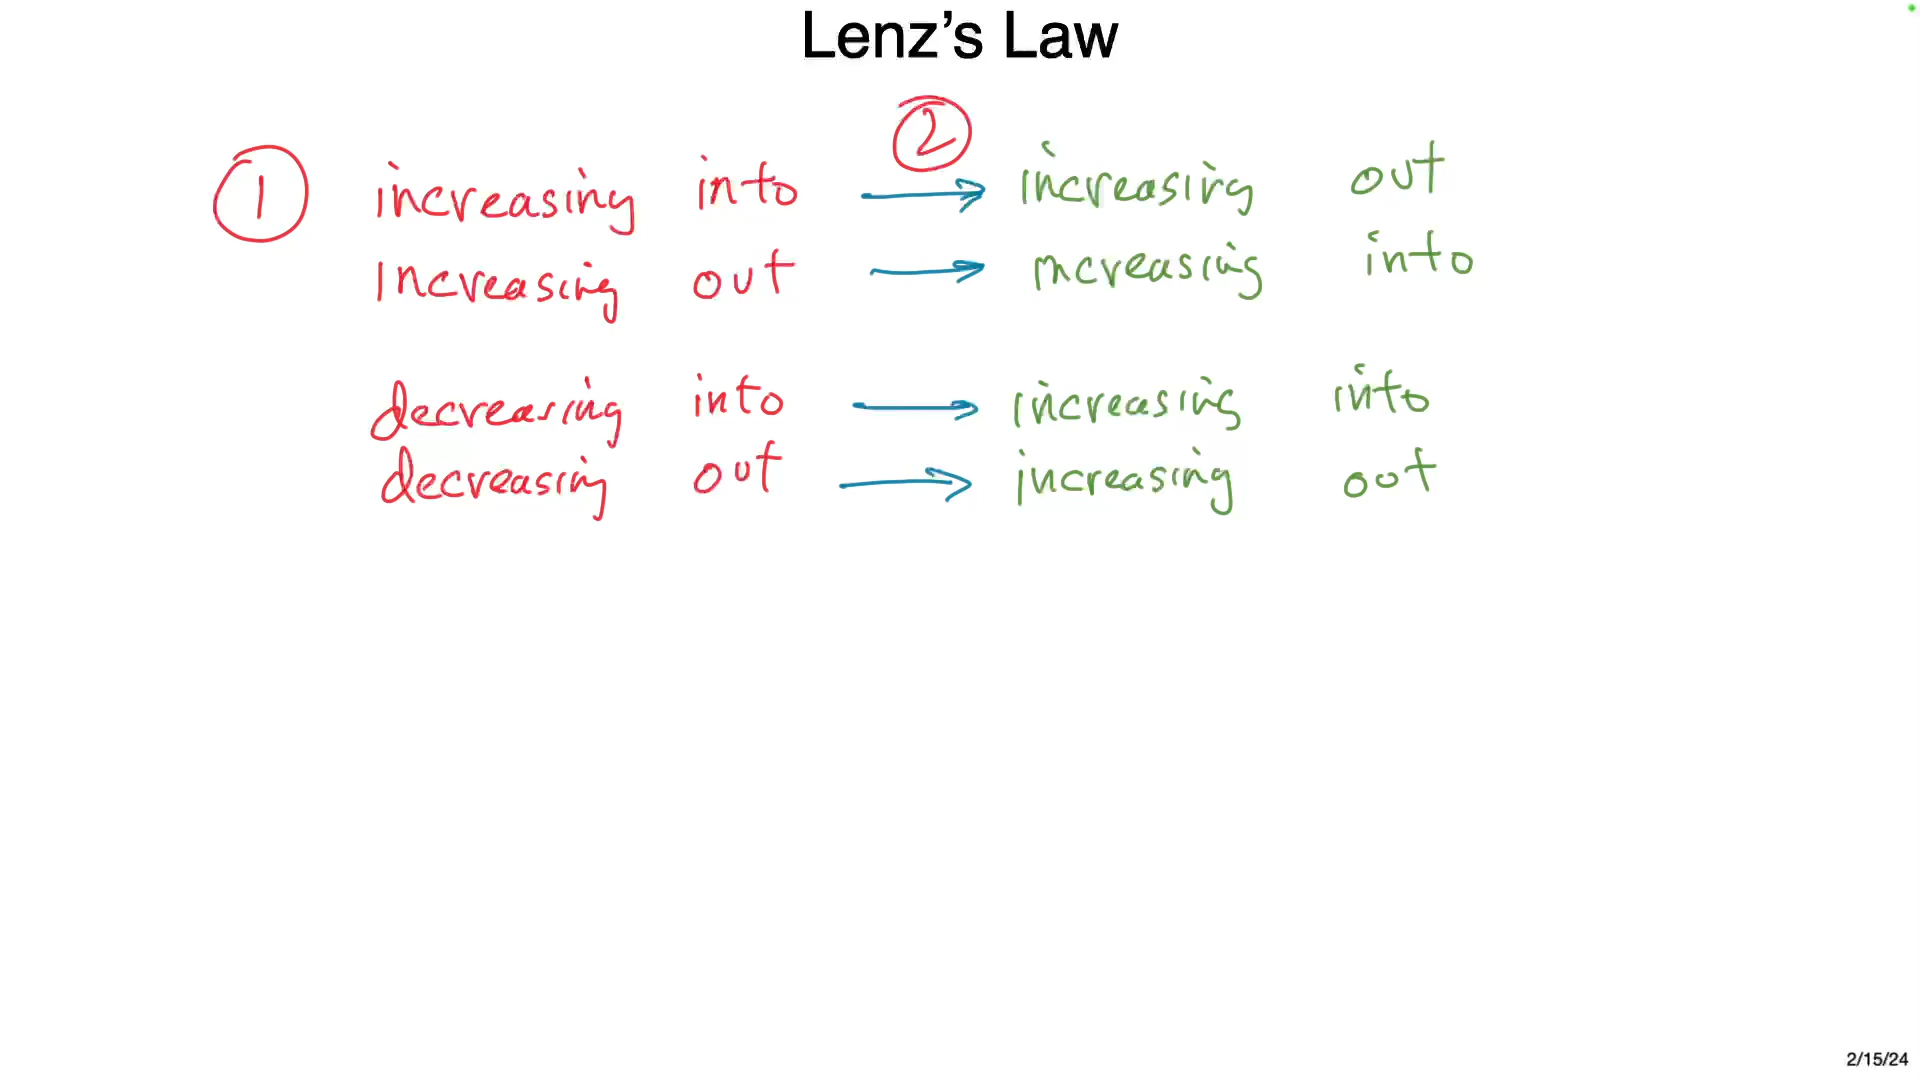 Lenz’s Law
2
1 increasing into → increasing out
Increasing out → increasing into
decreasing into → increasing into
decreasing out → increasing out
2/15/24